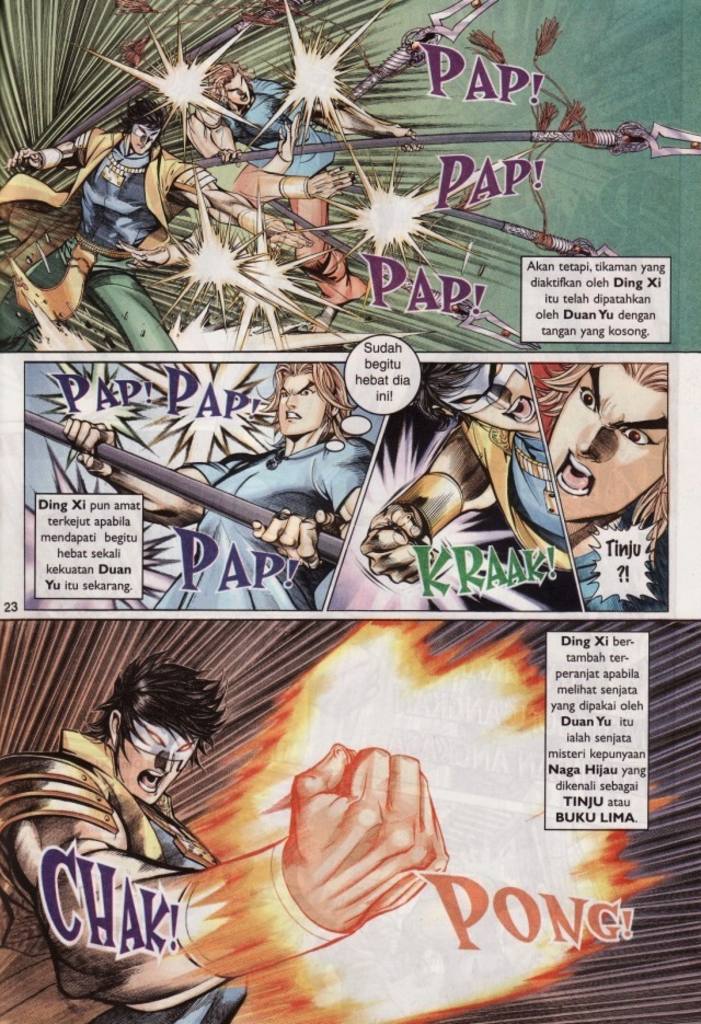 PAP!
PAP!
PAP!
Akan tetapi, tikaman yang
diaktifkan oleh Ding Xi
itu telah dipatahkan
oleh Duan Yu dengan
tangan yang kosong.
Sudah
begitu
hebat dia
ini!
PAP! PAP!
Ding Xi pun amat
terkejut apabila
mendapati begitu
hebat sekali
kekuatan Duan
Yu itu sekarang.
PAP!
KRAAK!
Tinju
?!
23
Ding Xi ber-
tambah ter-
peranjat apabila
melihat senjata
yang dipakai oleh
Duan Yu itu
ialah senjata
misteri kepunyaan
Naga Hijau yang
dikenali sebagai
TINJU atau
BUKU LIMA.
CHAK!
PONG!